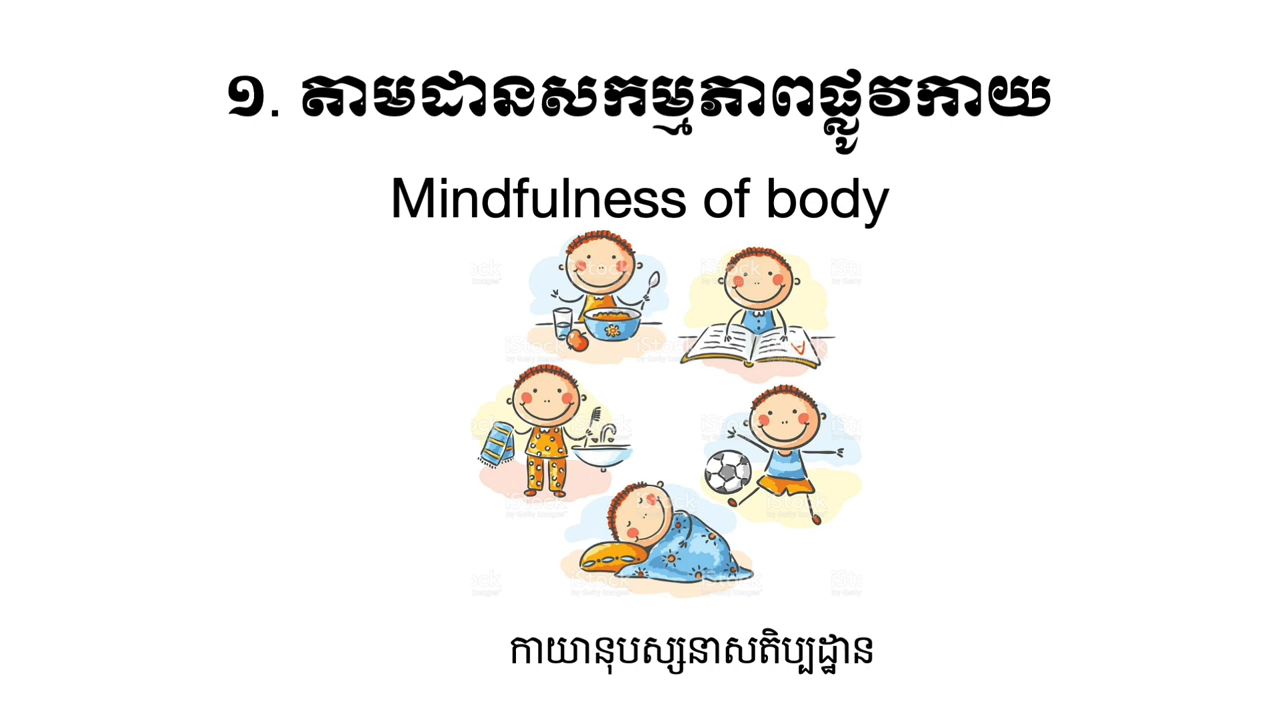 ១. តាមដានសកម្មភាពផ្លូវកាយ
Mindfulness of body
កាយានុបស្សនាសតិប្បដ្ឋាន